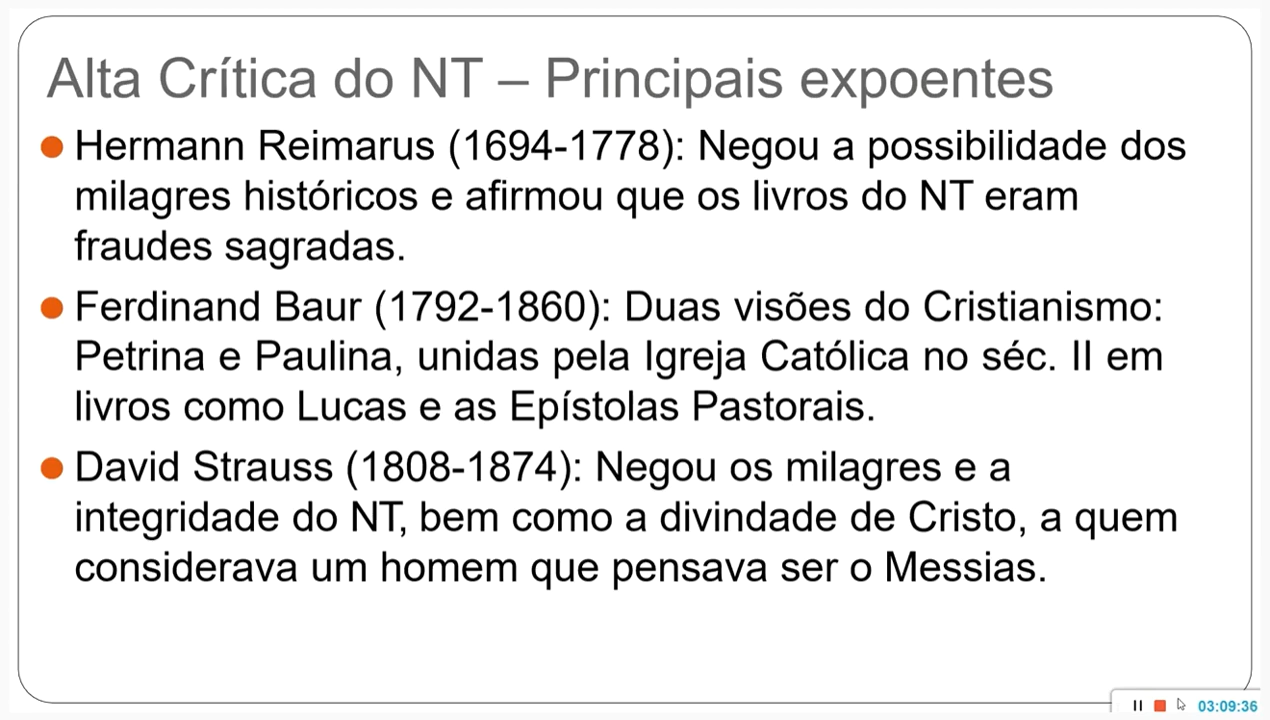 Alta Crítica do NT – Principais expoentes
Hermann Reimarus (1694-1778): Negou a possibilidade dos
milagres históricos e afirmou que os livros do NT eram
fraudes sagradas.
Ferdinand Baur (1792-1860): Duas visões do Cristianismo:
Petrina e Paulina, unidas pela Igreja Católica no séc. II em
livros como Lucas e as Epístolas Pastorais.
David Strauss (1808-1874): Negou os milagres e a
integridade do NT, bem como a divindade de Cristo, a quem
considerava um homem que pensava ser o Messias.
03:09:36